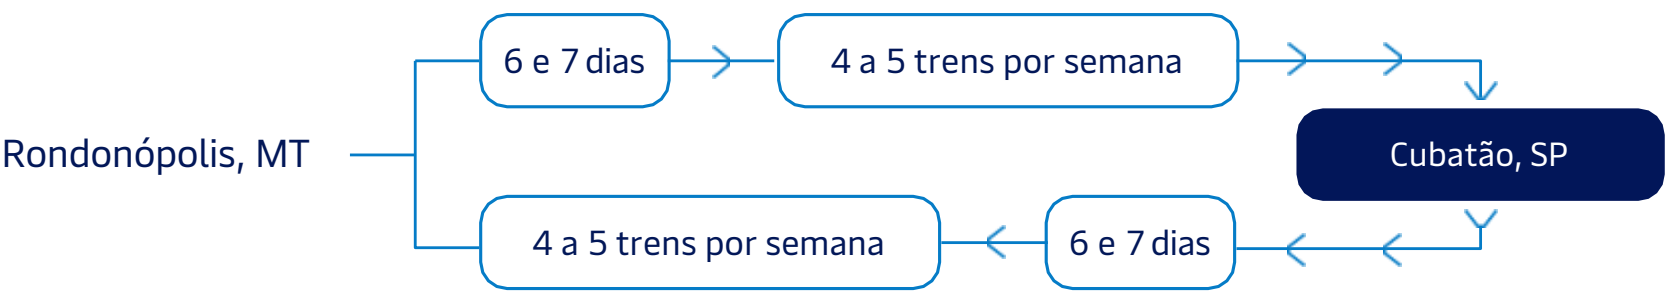 6 e 7 dias
4 a 5 trens por semana
Rondonópolis, MT
Cubatão, SP
4 a 5 trens por semana
6 e 7 dias